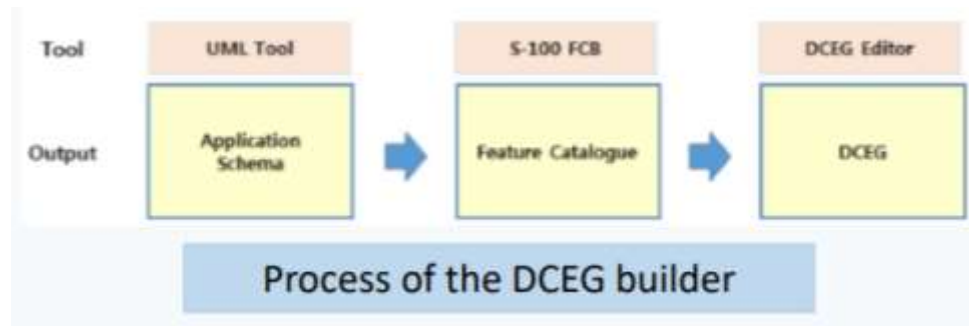 Tool UML Tool S-100 FCB DCEG Editor
Output Application Schema Feature Catalogue DCEG
Process of the DCEG builder